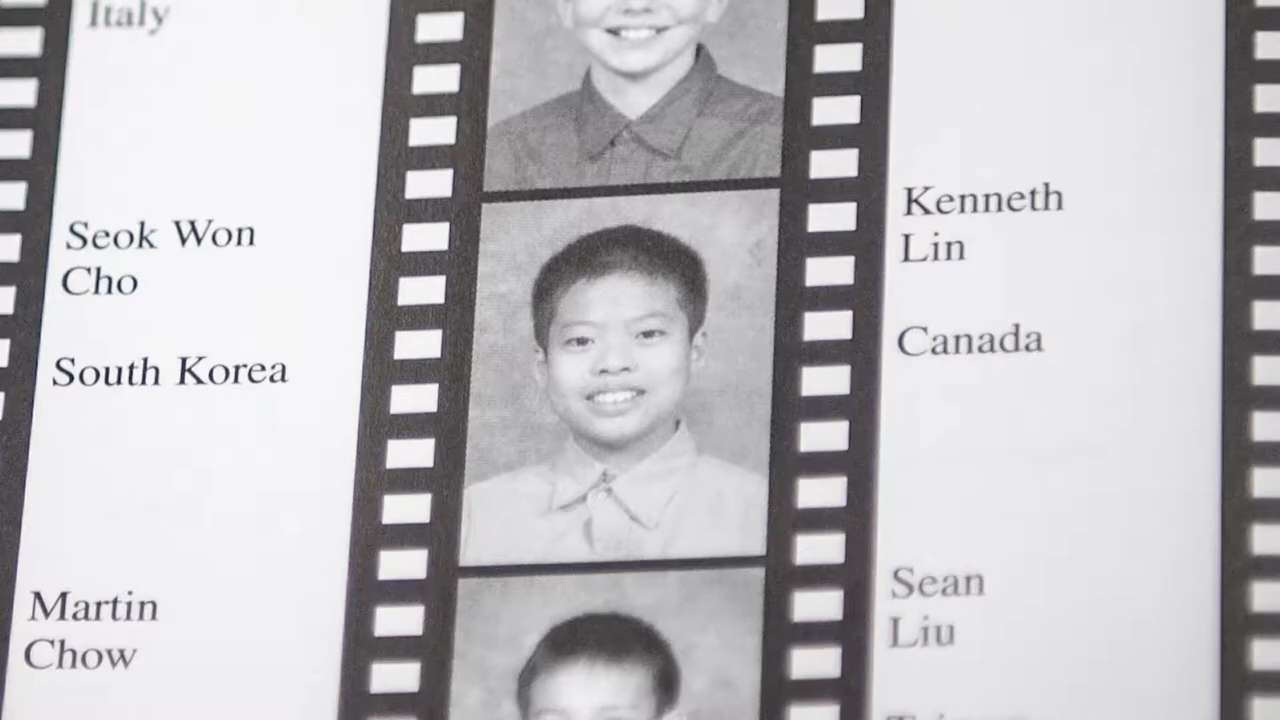 Italy
Seok Won
Cho
South Korea
Martin
Chow
Kenneth
Lin
Canada
Sean
Liu